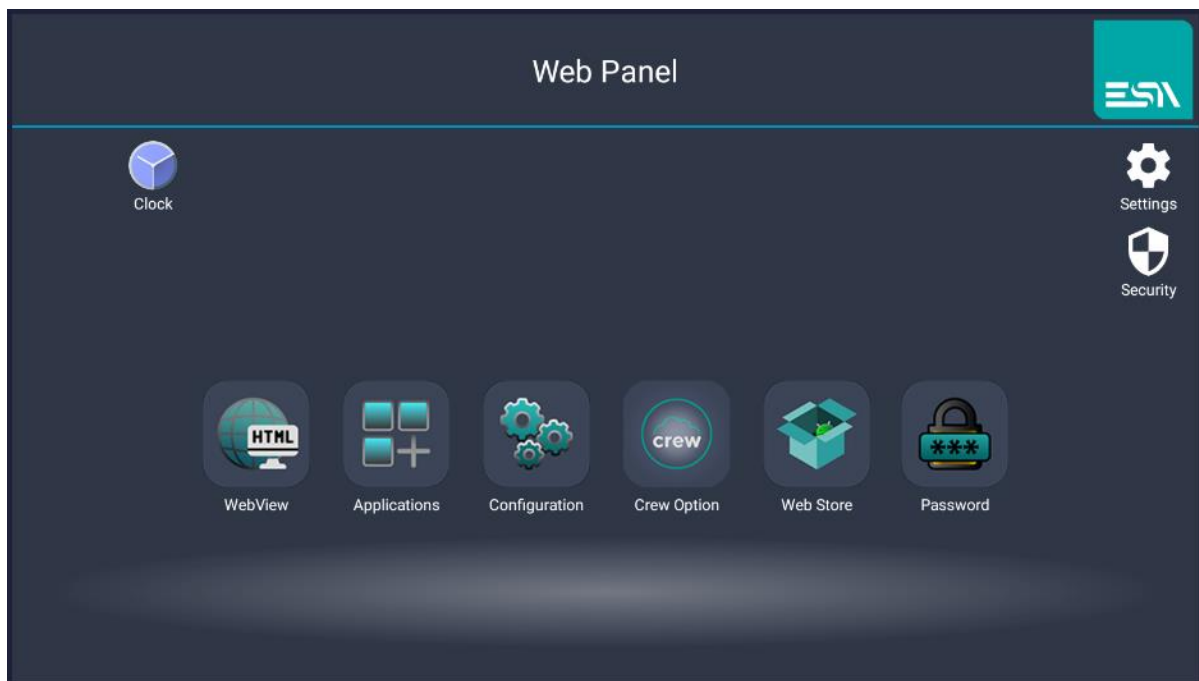 Web Panel
ESA
Clock
Settings
Security
HTML
crew
***
WebView
Applications
Configuration
Crew Option
Web Store
Password